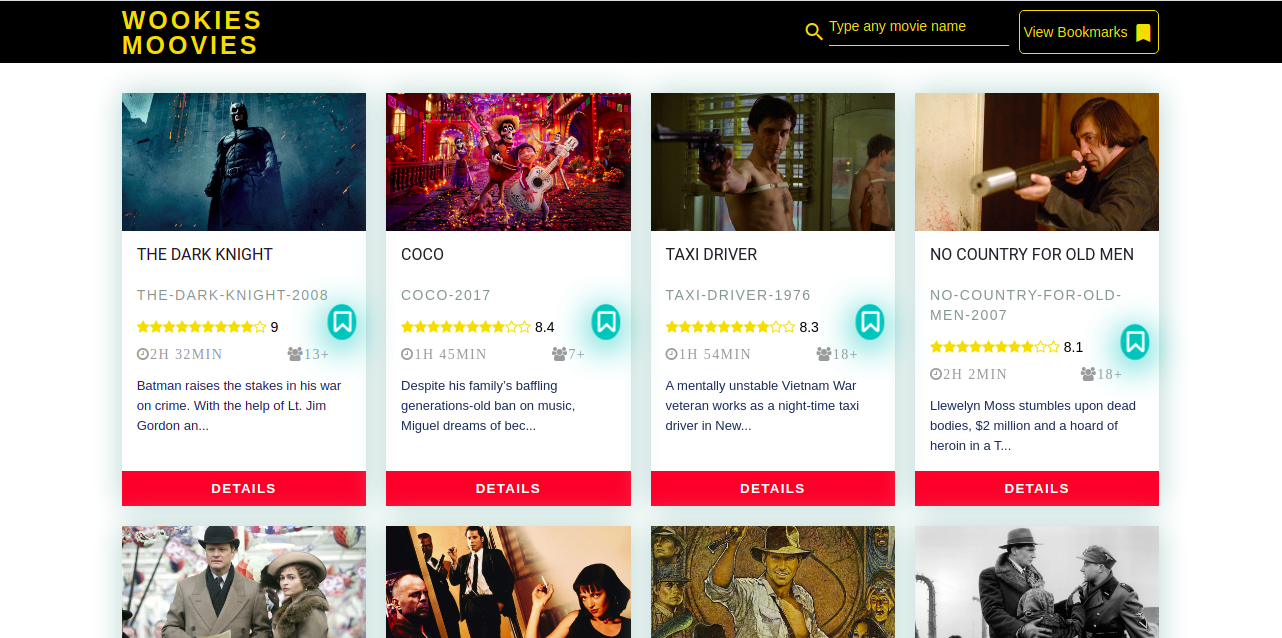 WOOKIES
MOOVIES
Type any movie name
View Bookmarks
THE DARK KNIGHT
THE-DARK-KNIGHT-2008
9
2H 32MIN
13+
Batman raises the stakes in his war
on crime. With the help of Lt. Jim
Gordon an...
DETAILS
COCO
COCO-2017
8.4
1H 45MIN
7+
Despite his family’s baffling
generations-old ban on music,
Miguel dreams of bec...
DETAILS
TAXI DRIVER
TAXI-DRIVER-1976
8.3
1H 54MIN
18+
A mentally unstable Vietnam War
veteran works as a night-time taxi
driver in New...
DETAILS
NO COUNTRY FOR OLD MEN
NO-COUNTRY-FOR-OLD-
MEN-2007
8.1
2H 2MIN
18+
Llewelyn Moss stumbles upon dead
bodies, $2 million and a hoard of
heroin in a T...
DETAILS